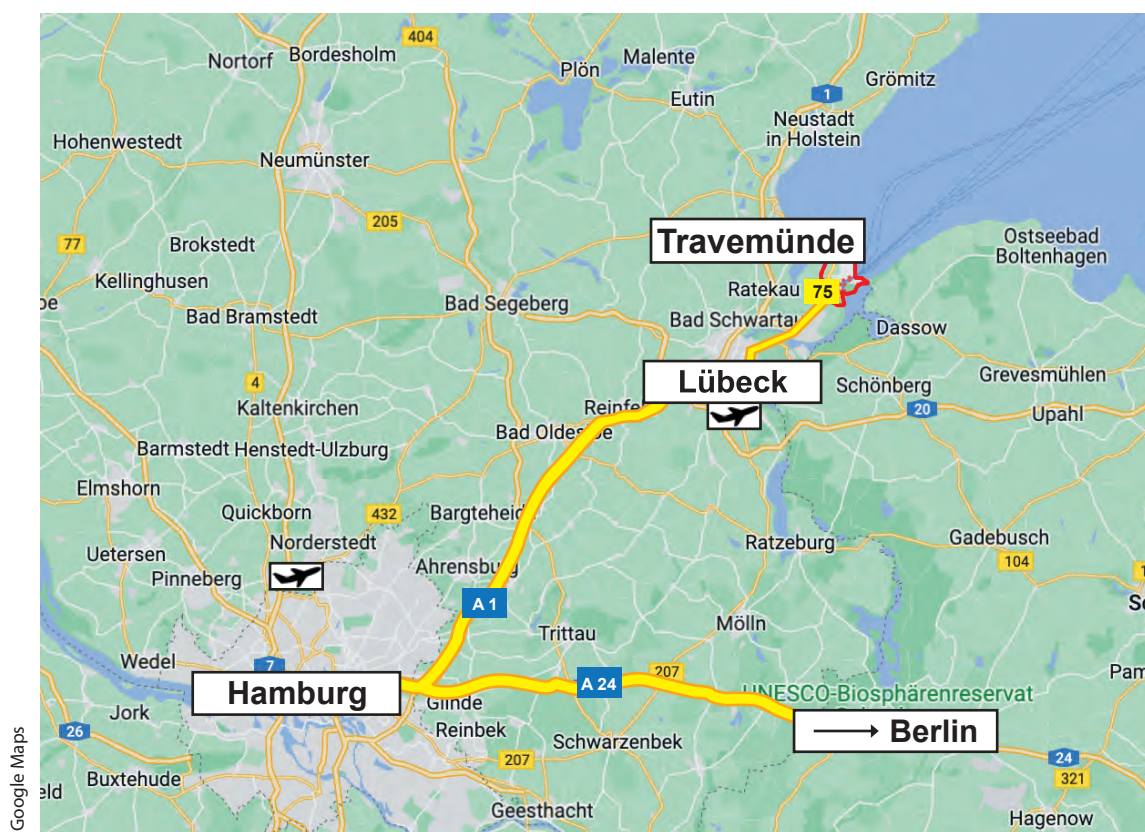 404
Nortorf
Bordesholm
Plön
Malente
Grömitz
1
Eutin
Neustadt
in Holstein
Hohenwestedt
Neumünster
205
77
Brokstedt
Kellinghusen
Travemünde
Ostseebad
Boltenhagen
Ratekau
75
Bad Segeberg
Bad Bramstedt
Bad Schwartau
Dassow
4
Lübeck
Schönberg
Grevesmühlen
Kaltenkirchen
20
Upahl
Barmstedt
Henstedt-Ulzburg
Bad Oldesloe
Elmshorn
Quickborn
432
Bargteheide
Norderstedt
Uetersen
Pinneberg
Ahrensburg
Ratzeburg
Gadebusch
104
A 1
Trittau
Mölln
Wedel
7
Hamburg
A 24
207
UNESCO-Biosphärenreservat
Jork
Glinde
Reinbek
Berlin
26
Schwarzenbek
207
24
321
Buxtehude
Geesthacht
Hagenow
Google Maps